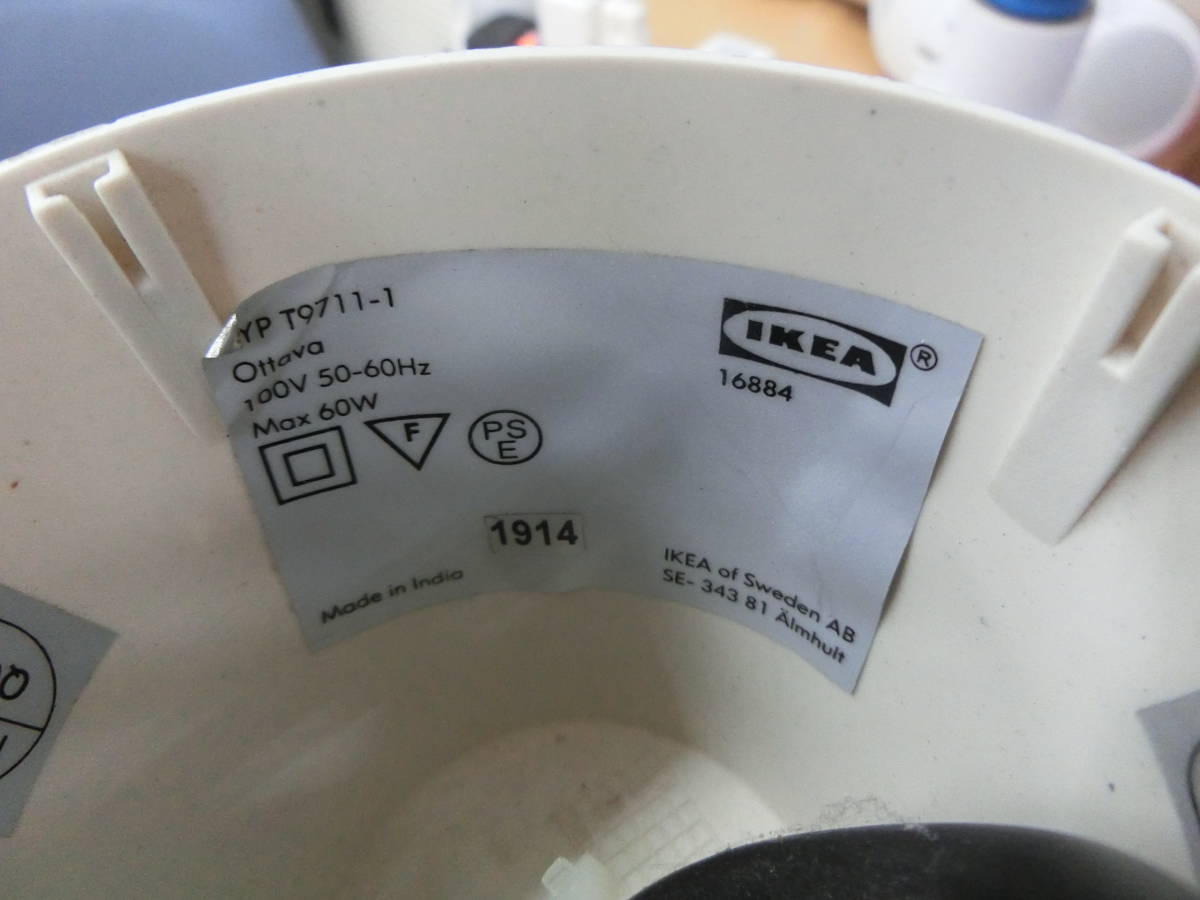 YP T9711-1
Ottava
100V 50-60Hz
Max 60W
F
PS
E
IKEA ®
16884
1914
Made in India
IKEA of Sweden AB
SE- 343 81 Älmhult